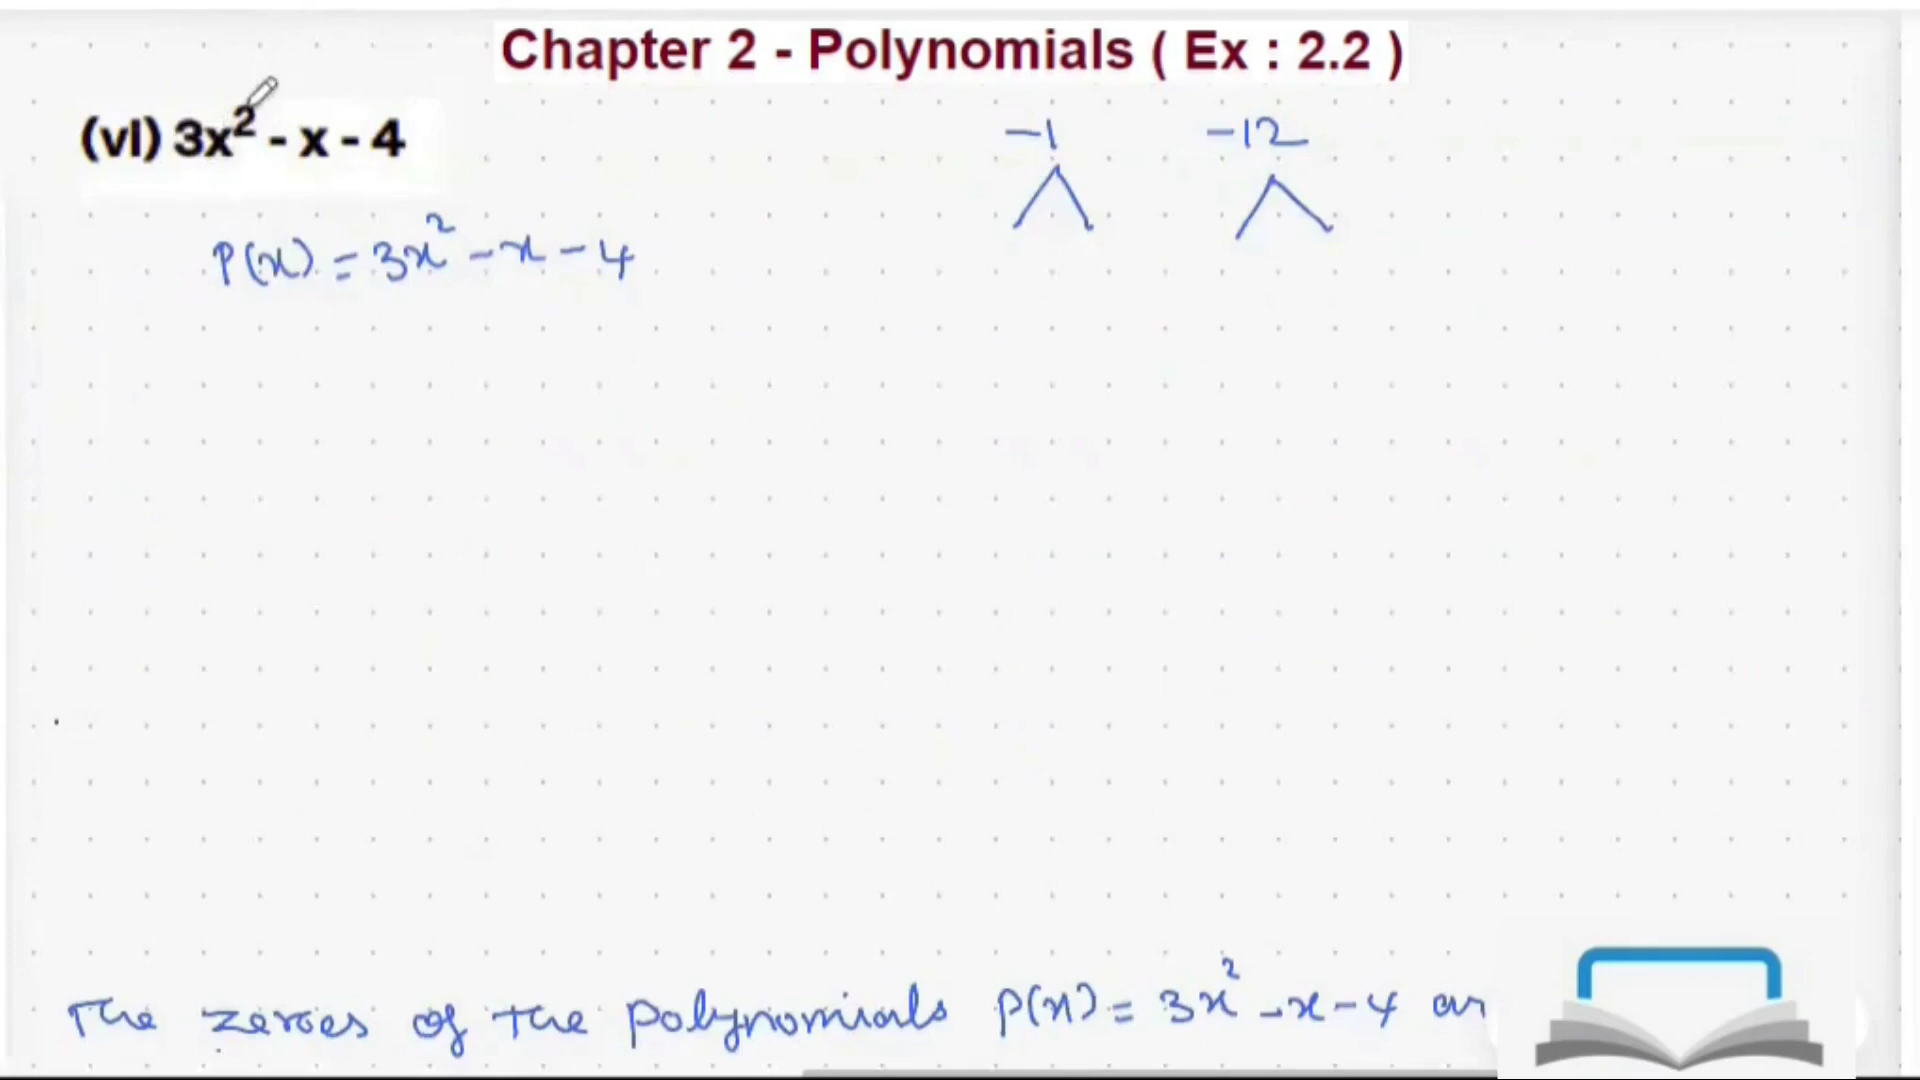 Chapter 2 - Polynomials ( Ex : 2.2 )
(vI) 3x² - x - 4
-1 -12
P(x) = 3x² - x - 4
The zeroes of the polynomials P(x) = 3x² - x - 4 ar